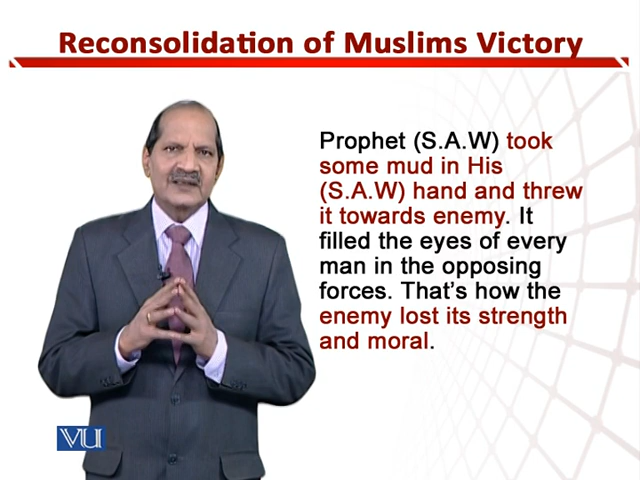 Reconsolidation of Muslims Victory
Prophet (S.A.W) took
some mud in His
(S.A.W) hand and threw
it towards enemy. It
filled the eyes of every
man in the opposing
forces. That's how the
enemy lost its strength
and moral.
VU